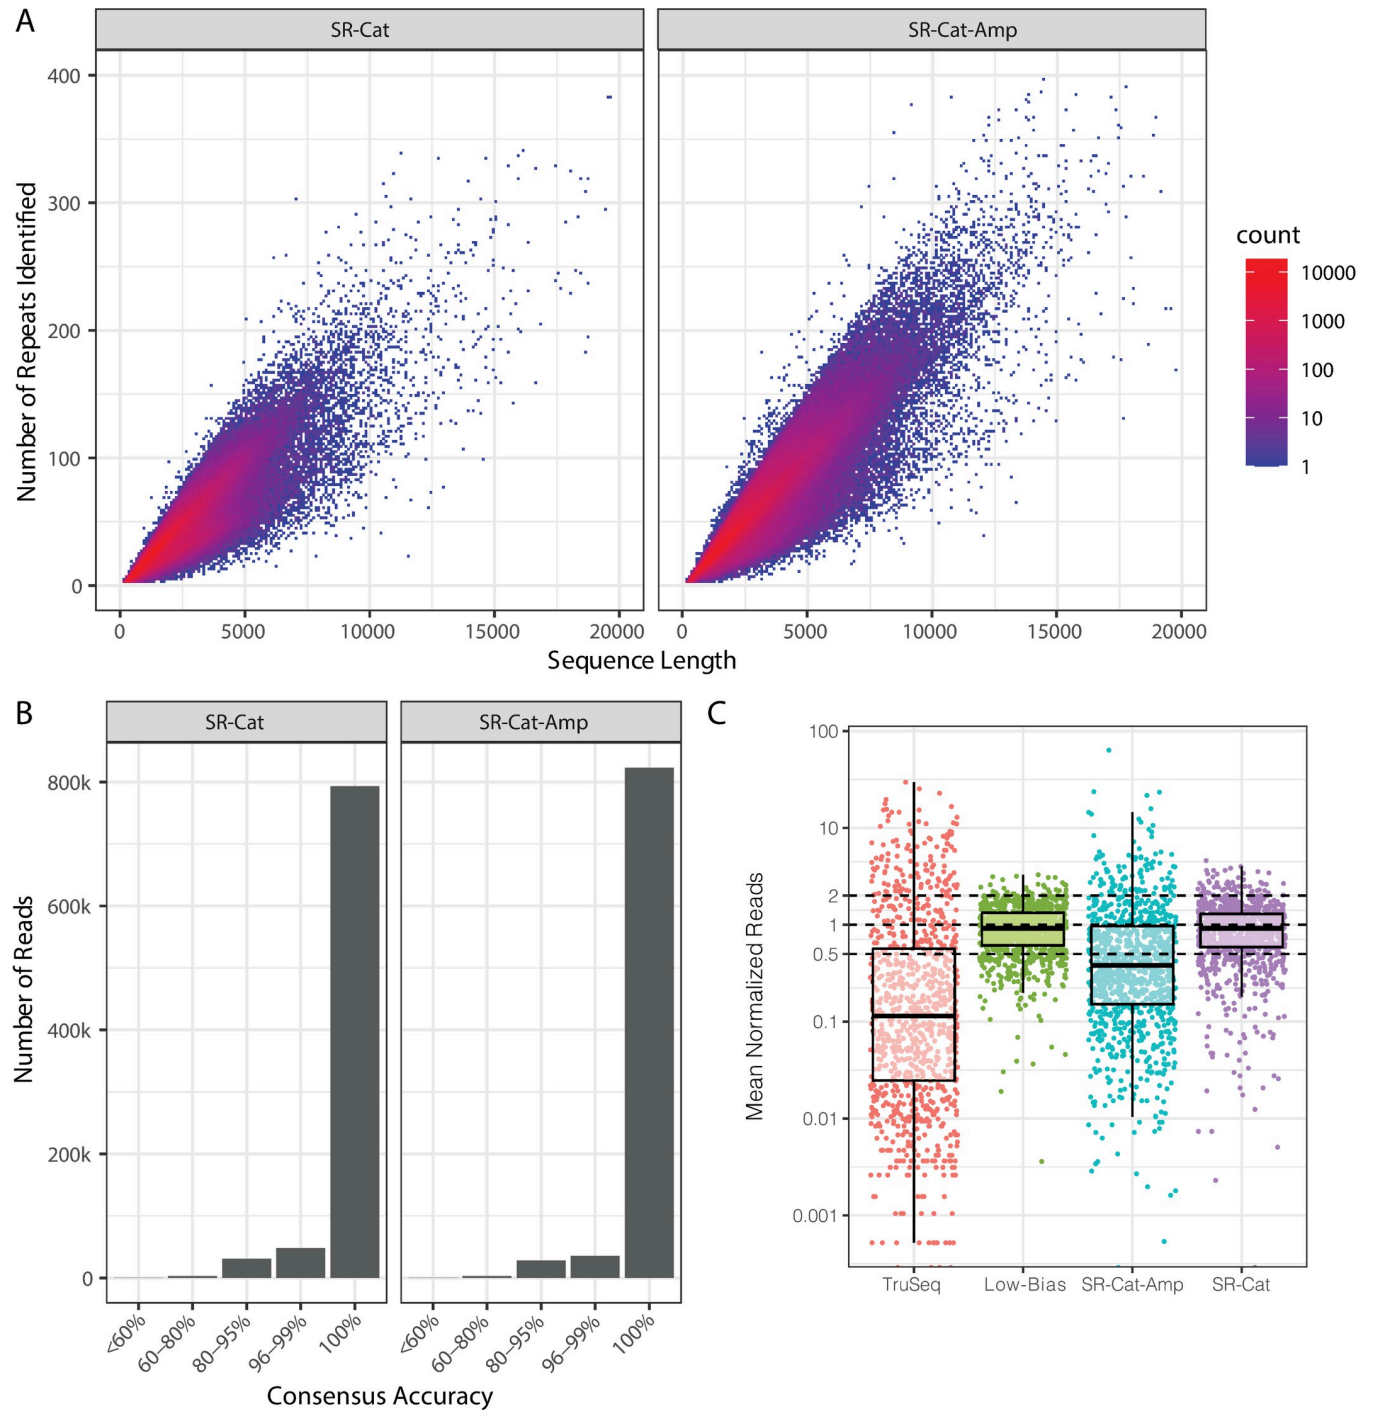 A
SR-Cat
SR-Cat-Amp
Number of Repeats Identified
400
300
200
100
0
0
5000
10000
15000
20000
0
5000
10000
15000
20000
Sequence Length
count
10000
1000
100
10
1
B
SR-Cat
SR-Cat-Amp
Number of Reads
800k
600k
400k
200k
0
<60%
60–80%
80–95%
96–99%
100%
<60%
60–80%
80–95%
96–99%
100%
Consensus Accuracy
C
Mean Normalized Reads
100
10
2
1
0.5
0.1
0.01
0.001
TruSeq
Low-Bias
SR-Cat-Amp
SR-Cat